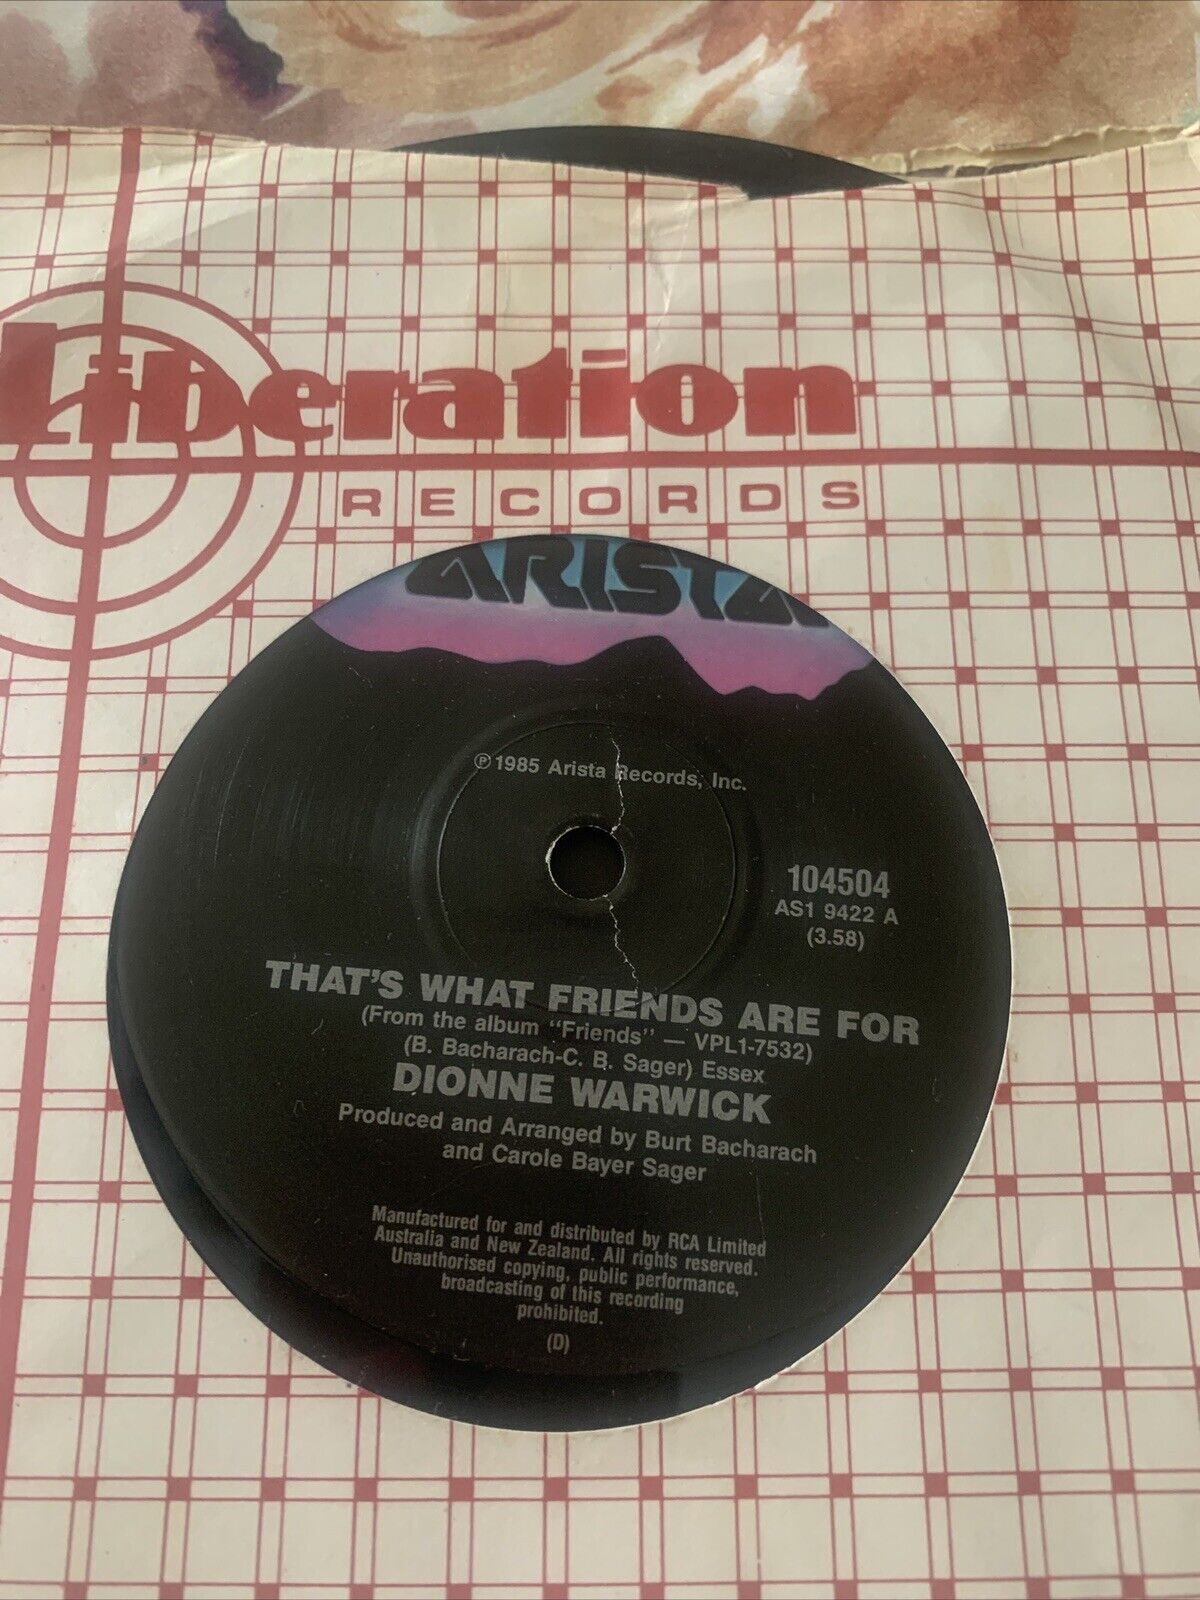 Liberation
RECORDS
ARISTA
℗ 1985 Arista Records, Inc.
104504
AS1 9422 A
(3.58)
THAT'S WHAT FRIENDS ARE FOR
(From the album "Friends" — VPL1-7532)
(B. Bacharach-C. B. Sager) Essex
DIONNE WARWICK
Produced and Arranged by Burt Bacharach
and Carole Bayer Sager
Manufactured for and distributed by RCA Limited
Australia and New Zealand. All rights reserved.
Unauthorised copying, public performance,
broadcasting of this recording
prohibited.
(D)